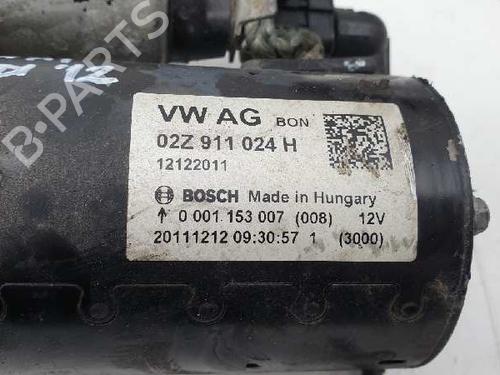 VW AG BON
02Z 911 024 H
12122011
BOSCH Made in Hungary
↑ 0 001 153 007 (008) 12V
20111212 09:30:57 1 (3000)